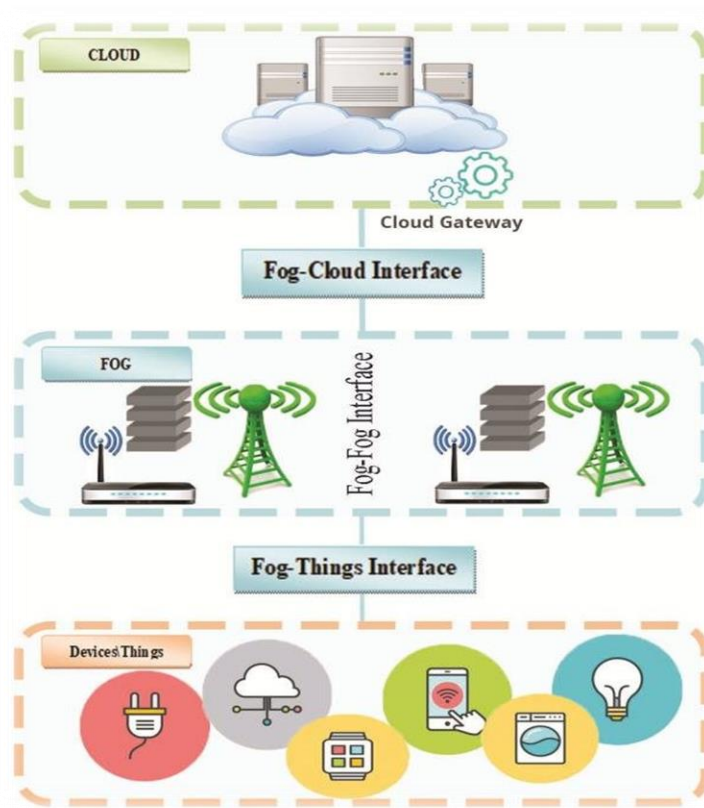 CLOUD
Cloud Gateway
Fog-Cloud Interface
FOG
Fog-Fog Interface
Fog-Things Interface
Devices\Things